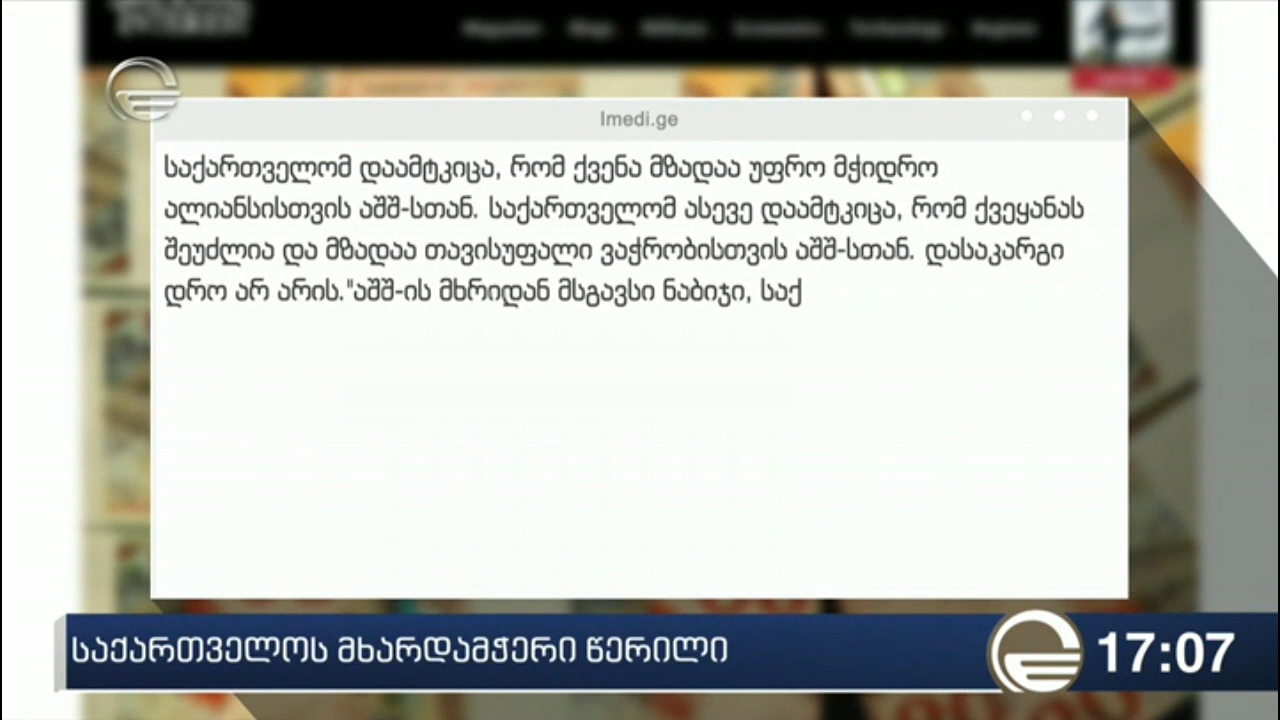 Imedi.ge
საქართველომ დაამტკიცა, რომ ქვენა მზადაა უფრო მჭიდრო
ალიანსისთვის აშშ-სთან. საქართველომ ასევე დაამტკიცა, რომ ქვეყანას
შეუძლია და მზადაა თავისუფალი ვაჭრობისთვის აშშ-სთან. დასაკარგი
დრო არ არის."აშშ-ის მხრიდან მსგავსი ნაბიჯი, საქ
საქართველოს მხარდამჭერი წერილი
17:07